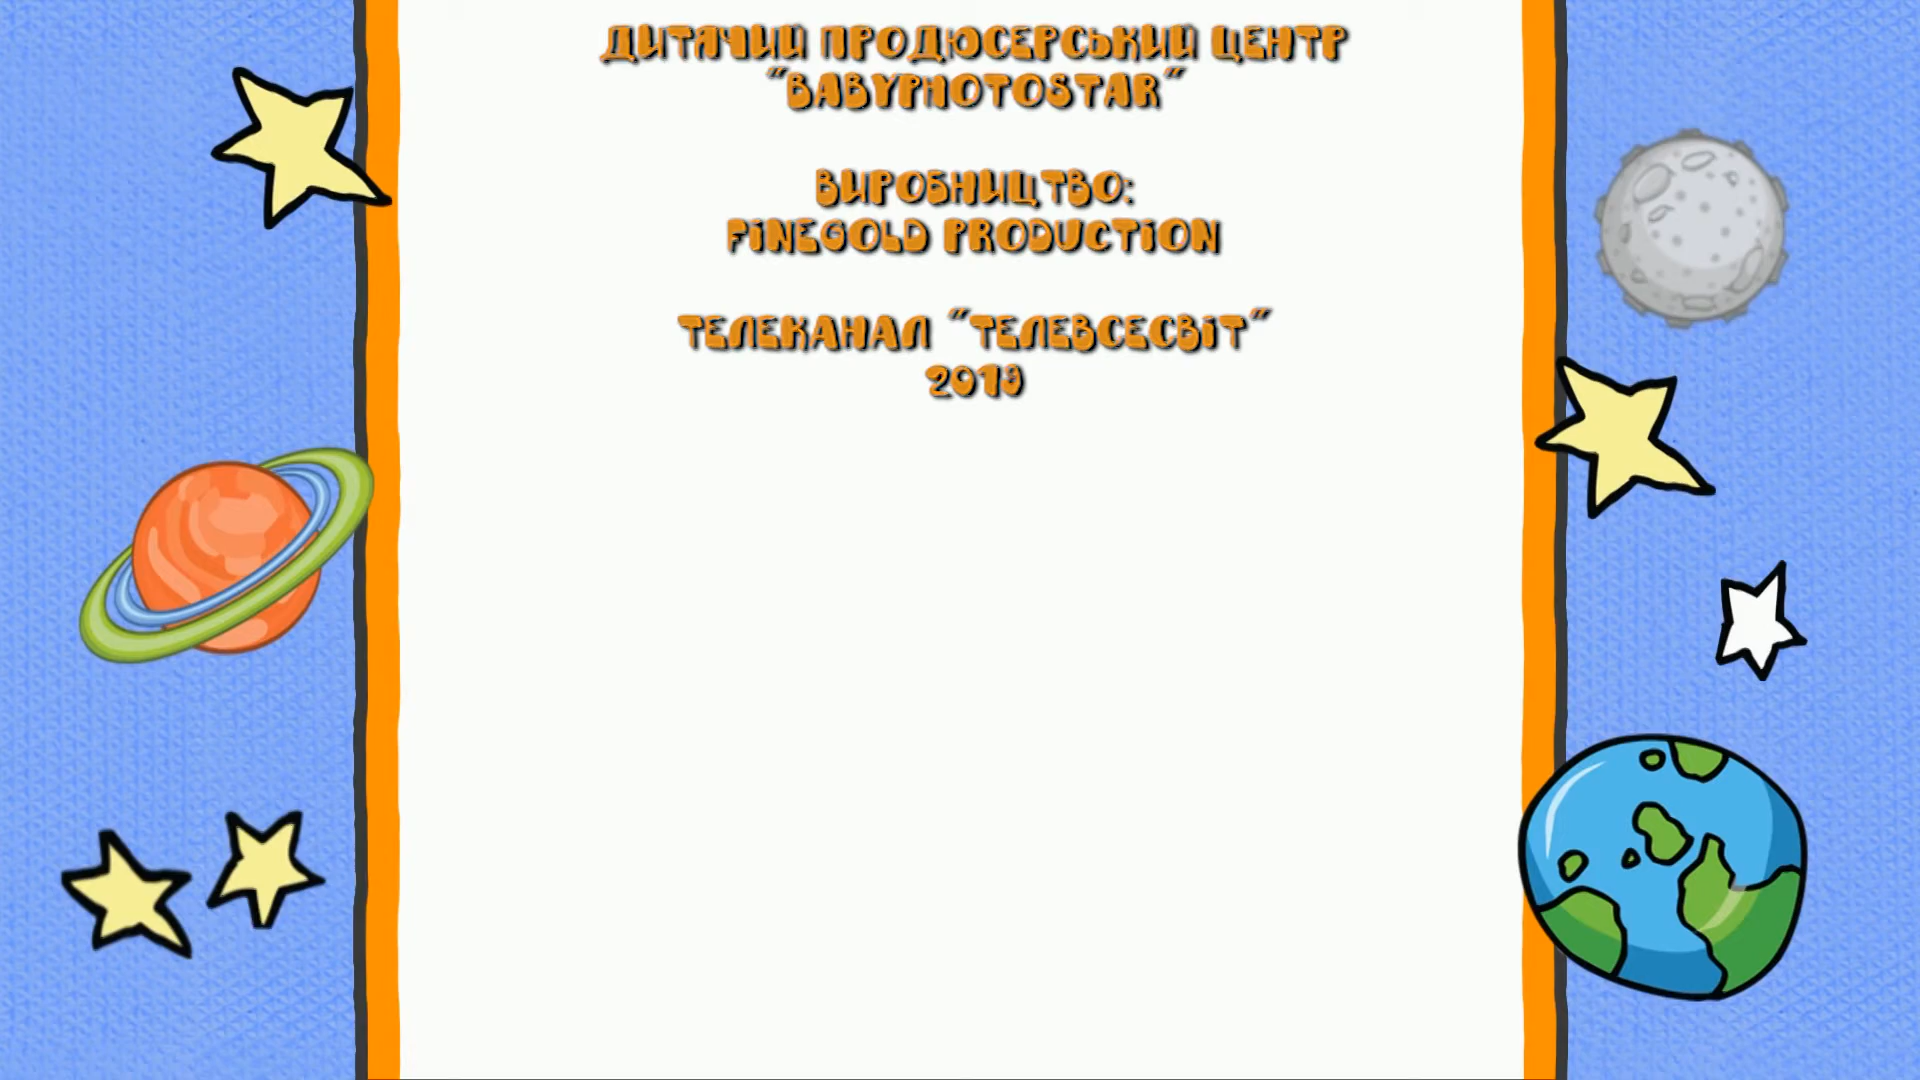 ДИТЯЧИЙ ПРОДЮСЕРСЬКИЙ ЦЕНТР
"BABYPHOTOSTAR"
ВИРОБНИЦТВО:
FINEGOLD PRODUCTION
ТЕЛЕКАНАЛ "ТЕЛЕВСЕСВІТ"
2019